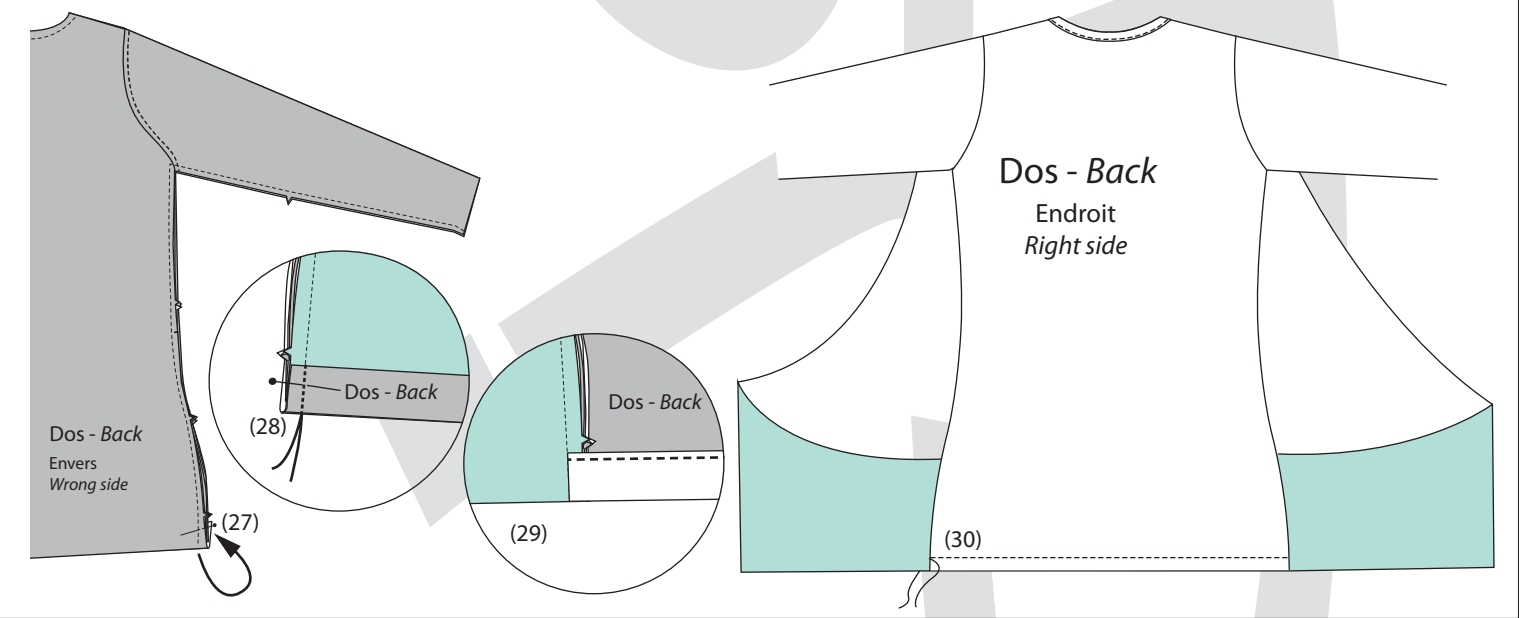 Dos - Back
Envers
Wrong side
(27)
Dos - Back
(28)
Dos - Back
(29)
Dos - Back
Endroit
Right side
(30)